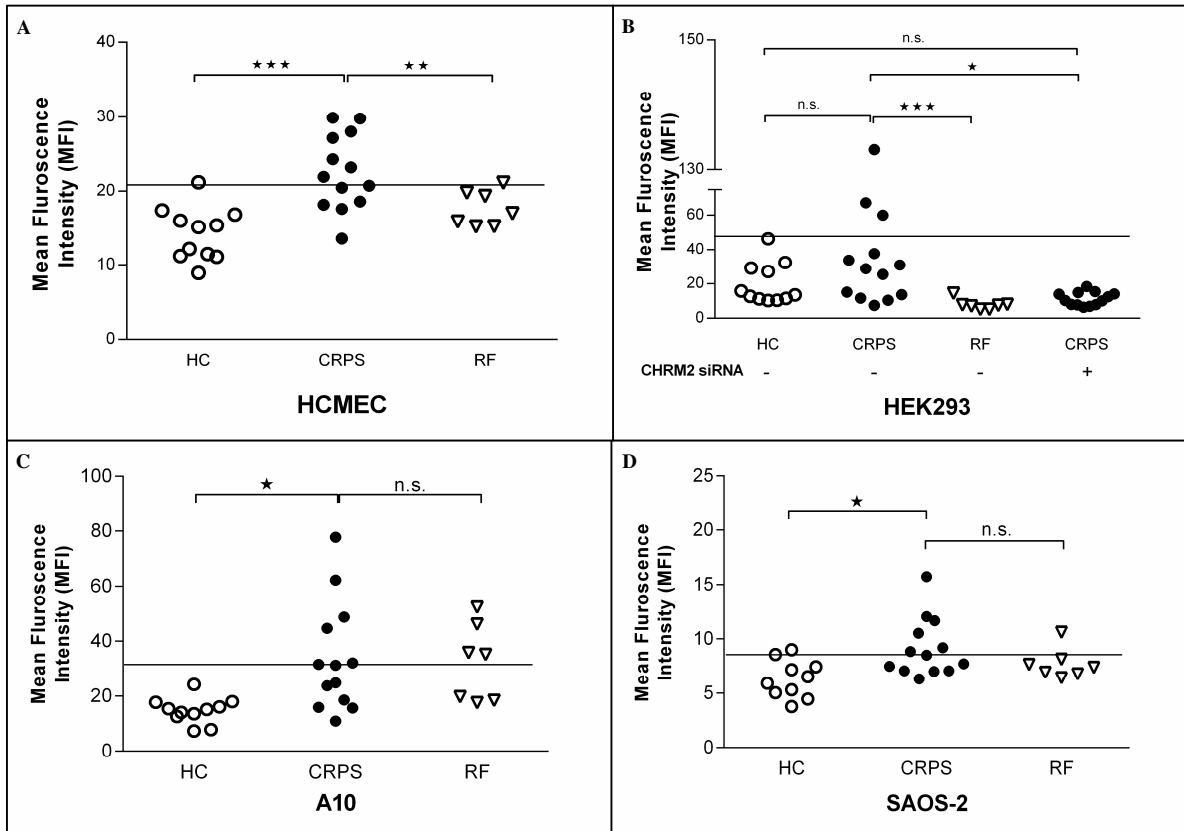 A
Mean Fluroscence
Intensity (MFI)
40
30
20
10
0
★★★
★★
HC
CRPS
RF
HCMEC
B
Mean Fluroscence
Intensity (MFI)
150
130
60
40
20
0
n.s.
★
n.s.
★★★
HC
CRPS
RF
CRPS
CHRM2 siRNA
-
-
-
+
HEK293
C
Mean Fluroscence
Intensity (MFI)
100
80
60
40
20
0
★
n.s.
HC
CRPS
RF
A10
D
Mean Fluroscence
Intensity (MFI)
25
20
15
10
5
0
★
n.s.
HC
CRPS
RF
SAOS-2